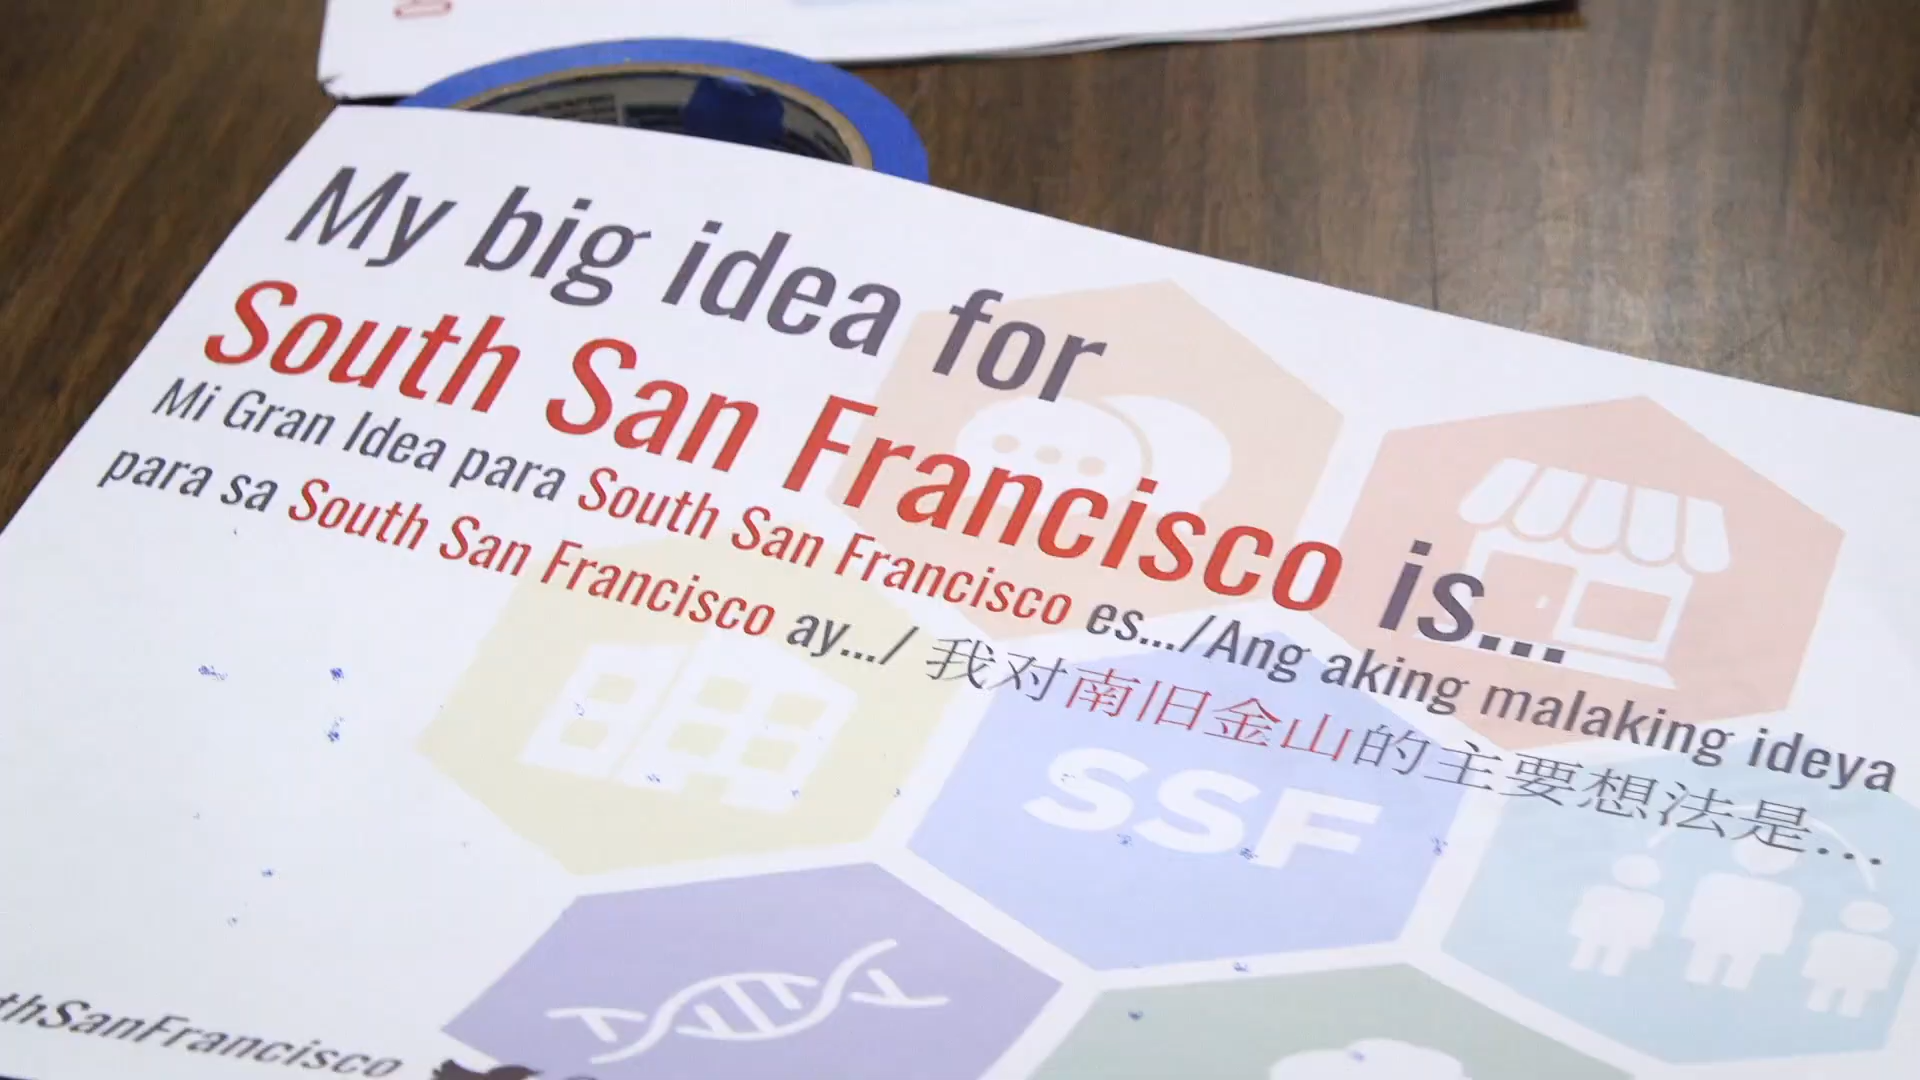 My big idea for
South San Francisco is...
Mi Gran Idea para South San Francisco es.../Ang aking malaking ideya
para sa South San Francisco ay.../ 我对南旧金山的主要想法是...
SSF
thSanFrancisco